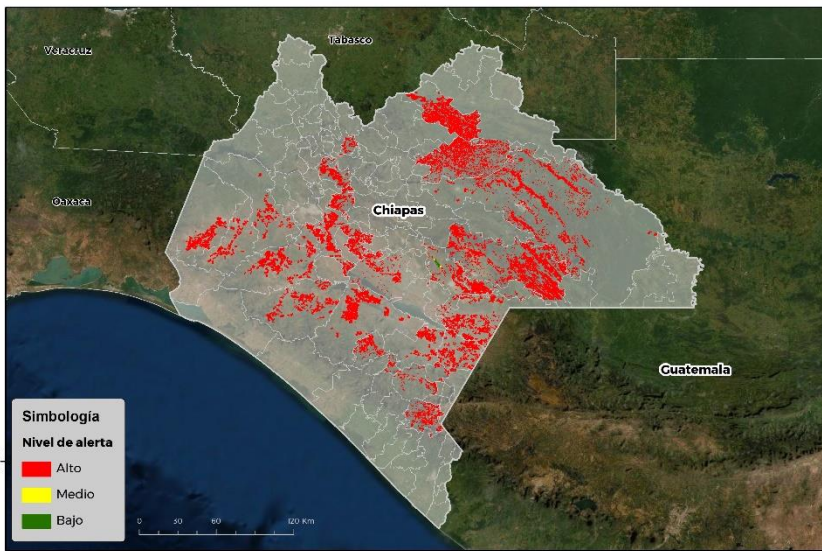 Tabasco
Veracruz
Oaxaca
Chiapas
Guatemala
Simbología
Nivel de alerta
Alto
Medio
Bajo
0 30 60 120 Km